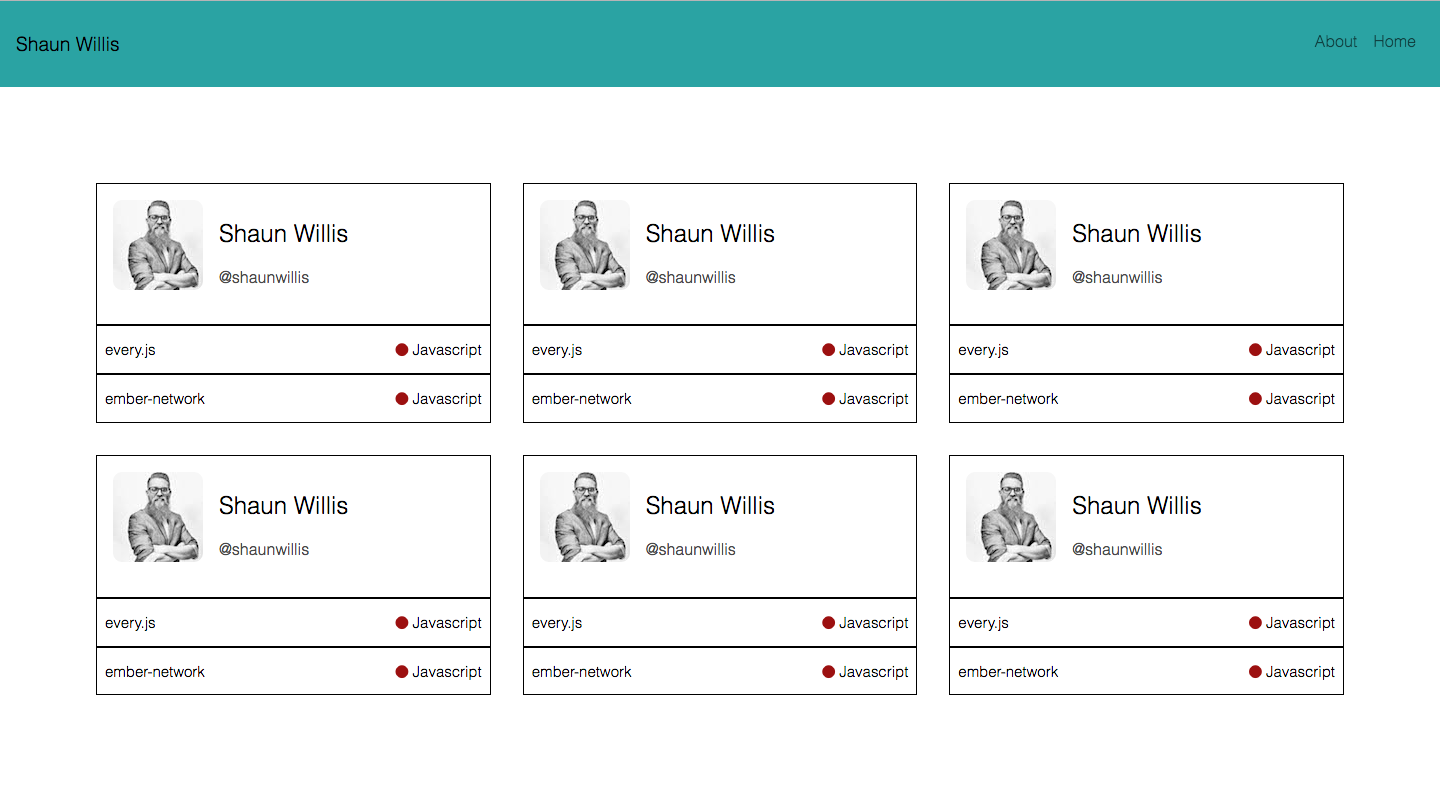 Shaun Willis About Home
Shaun Willis Shaun Willis Shaun Willis
@shaunwillis @shaunwillis @shaunwillis
every.js Javascript every.js Javascript every.js Javascript
ember-network Javascript ember-network Javascript ember-network Javascript
Shaun Willis Shaun Willis Shaun Willis
@shaunwillis @shaunwillis @shaunwillis
every.js Javascript every.js Javascript every.js Javascript
ember-network Javascript ember-network Javascript ember-network Javascript